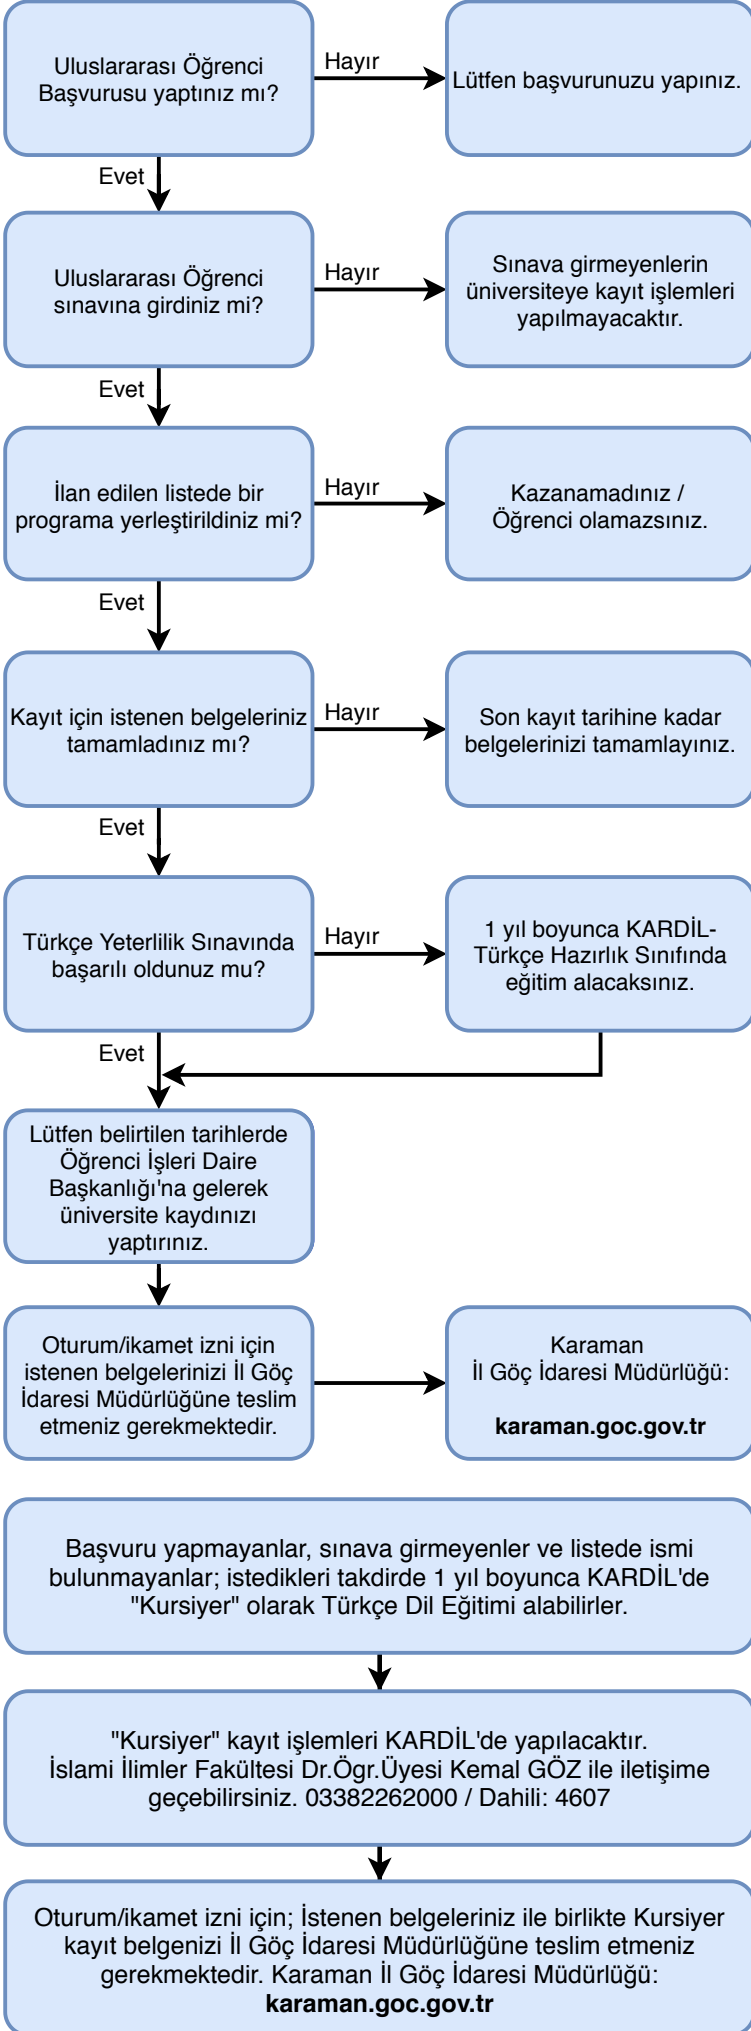 Uluslararası Öğrenci
Başvurusu yaptınız mı?
Hayır
Lütfen başvurunuzu yapınız.
Evet
Uluslararası Öğrenci
sınavına girdiniz mi?
Hayır
Sınava girmeyenlerin
üniversiteye kayıt işlemleri
yapılmayacaktır.
Evet
İlan edilen listede bir
programa yerleştirildiniz mi?
Hayır
Kazanamadınız /
Öğrenci olamazsınız.
Evet
Kayıt için istenen belgeleriniz
tamamladınız mı?
Hayır
Son kayıt tarihine kadar
belgelerinizi tamamlayınız.
Evet
Türkçe Yeterlilik Sınavında
başarılı oldunuz mu?
Hayır
1 yıl boyunca KARDİL-
Türkçe Hazırlık Sınıfında
eğitim alacaksınız.
Evet
Lütfen belirtilen tarihlerde
Öğrenci İşleri Daire
Başkanlığı'na gelerek
üniversite kaydınızı
yaptırınız.
Oturum/ikamet izni için
istenen belgelerinizi İl Göç
İdaresi Müdürlüğüne teslim
etmeniz gerekmektedir.
Karaman
İl Göç İdaresi Müdürlüğü:
karaman.goc.gov.tr
Başvuru yapmayanlar, sınava girmeyenler ve listede ismi
bulunmayanlar; istedikleri takdirde 1 yıl boyunca KARDİL'de
"Kursiyer" olarak Türkçe Dil Eğitimi alabilirler.
"Kursiyer" kayıt işlemleri KARDİL'de yapılacaktır.
İslami İlimler Fakültesi Dr.Ögr.Üyesi Kemal GÖZ ile iletişime
geçebilirsiniz. 03382262000 / Dahili: 4607
Oturum/ikamet izni için; İstenen belgeleriniz ile birlikte Kursiyer
kayıt belgenizi İl Göç İdaresi Müdürlüğüne teslim etmeniz
gerekmektedir. Karaman İl Göç İdaresi Müdürlüğü:
karaman.goc.gov.tr